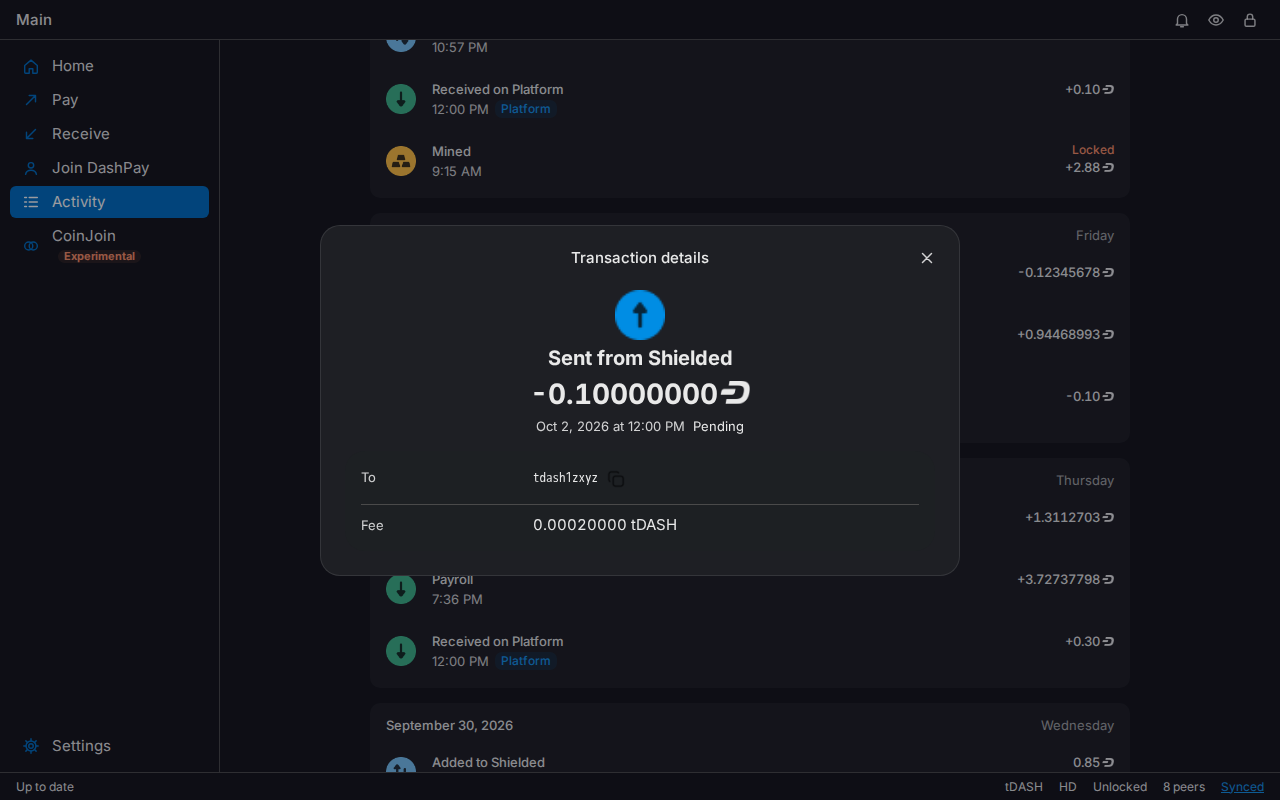 Main
Home
Pay
Receive
Join DashPay
Activity
CoinJoin
Experimental
Settings
10:57 PM
Received on Platform
+0.10
12:00 PM Platform
Mined
Locked
9:15 AM
+2.88
Friday
-0.12345678
+0.94468993
-0.10
Transaction details
Sent from Shielded
-0.10000000
Oct 2, 2026 at 12:00 PM Pending
To tdash1zxyz
Fee 0.00020000 tDASH
Thursday
+1.3112703
Payroll
+3.72737798
7:36 PM
Received on Platform
+0.30
12:00 PM Platform
September 30, 2026 Wednesday
Added to Shielded 0.85
Up to date tDASH HD Unlocked 8 peers Synced